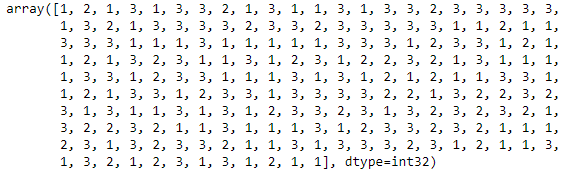 array([1, 2, 1, 3, 1, 3, 3, 2, 1, 3, 1, 1, 3, 1, 3, 3, 2, 3, 3, 3, 3, 3,
1, 3, 2, 1, 3, 3, 3, 3, 2, 3, 3, 2, 3, 3, 3, 3, 3, 1, 1, 2, 1, 1,
3, 3, 3, 1, 1, 1, 3, 1, 1, 1, 1, 1, 3, 3, 3, 1, 2, 3, 3, 1, 2, 1,
1, 2, 1, 3, 2, 3, 1, 1, 3, 1, 2, 3, 1, 2, 2, 3, 2, 1, 3, 1, 1, 1,
1, 3, 3, 1, 2, 3, 3, 1, 1, 1, 3, 1, 3, 1, 2, 1, 2, 1, 1, 3, 3, 1,
1, 2, 1, 3, 3, 1, 2, 3, 3, 1, 3, 3, 3, 3, 2, 2, 1, 3, 2, 2, 3, 2,
3, 1, 3, 1, 1, 3, 1, 3, 1, 2, 3, 3, 2, 3, 1, 3, 2, 3, 2, 3, 2, 1,
3, 2, 2, 3, 2, 1, 1, 3, 1, 1, 1, 3, 1, 2, 3, 3, 2, 3, 2, 1, 1, 1,
2, 3, 1, 3, 2, 3, 3, 2, 1, 1, 3, 1, 3, 3, 3, 2, 3, 1, 2, 1, 1, 3,
1, 3, 2, 1, 2, 3, 1, 3, 1, 2, 1, 1], dtype=int32)